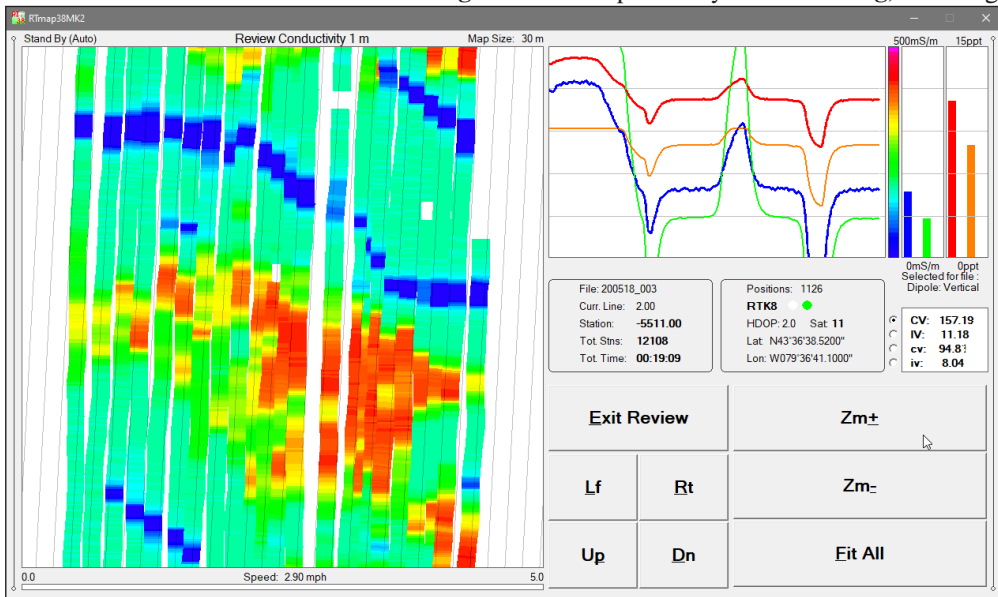 RTmap38MK2
Stand By (Auto) Review Conductivity 1 m Map Size: 30 m
500mS/m 15ppt
0mS/m 0ppt
Selected for file :
Dipole: Vertical
File: 200518_003
Curr. Line: 2.00
Station: -5511.00
Tot. Stns: 12108
Tot. Time: 00:19:09
Positions: 1126
RTK8
HDOP: 2.0 Sat: 11
Lat: N43°36'38.5200"
Lon: W079°36'41.1000"
CV: 157.19
IV: 11.18
cv:
iv: 8.04
Exit Review
Zm+
Lf
Rt
Zm-
Up
Dn
Fit All
0.0 Speed: 2.90 mph 5.0